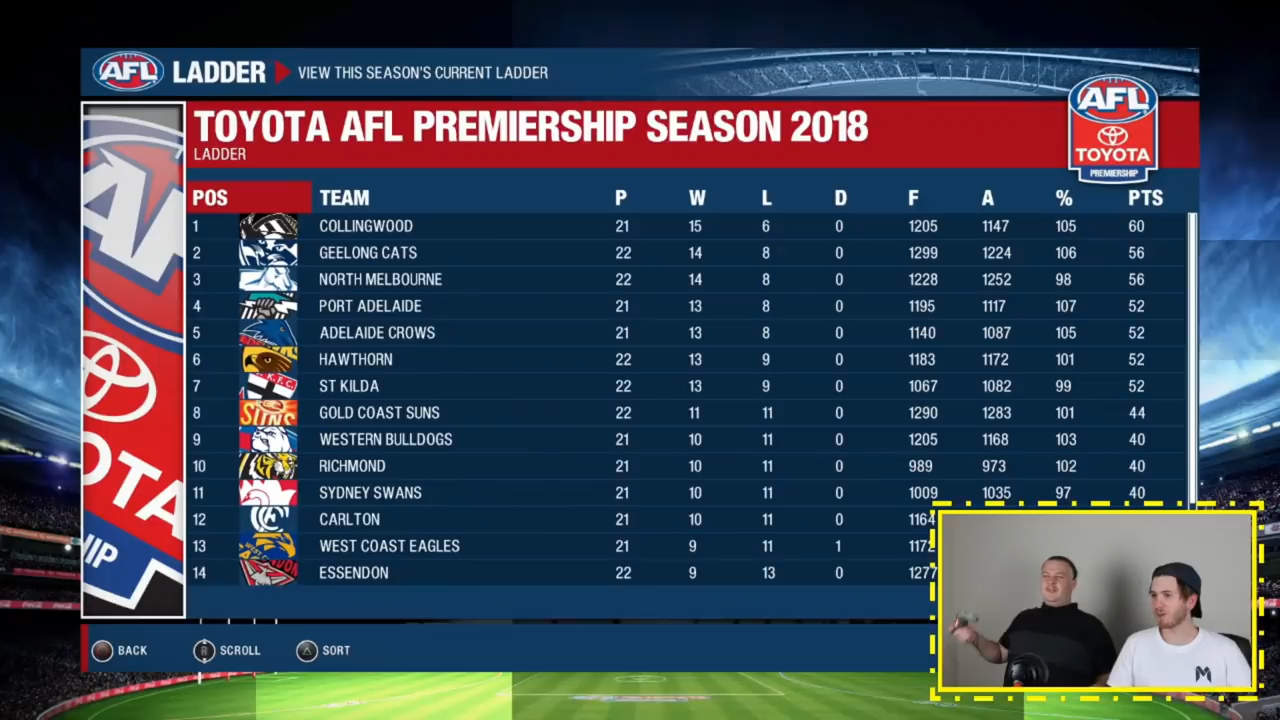 AFL LADDER VIEW THIS SEASON'S CURRENT LADDER
TOYOTA AFL PREMIERSHIP SEASON 2018
LADDER
AFL
TOYOTA
PREMIERSHIP
POS TEAM P W L D F A % PTS
1 COLLINGWOOD 21 15 6 0 1205 1147 105 60
2 GEELONG CATS 22 14 8 0 1299 1224 106 56
3 NORTH MELBOURNE 22 14 8 0 1228 1252 98 56
4 PORT ADELAIDE 21 13 8 0 1195 1117 107 52
5 ADELAIDE CROWS 21 13 8 0 1140 1087 105 52
6 HAWTHORN 22 13 9 0 1183 1172 101 52
7 ST KILDA 22 13 9 0 1067 1082 99 52
8 SUNS GOLD COAST SUNS 22 11 11 0 1290 1283 101 44
9 WESTERN BULLDOGS 21 10 11 0 1205 1168 103 40
10 RICHMOND 21 10 11 0 989 973 102 40
11 SYDNEY SWANS 21 10 11 0 1009 1035 97 40
12 CARLTON 21 10 11 0 1164
13 WEST COAST EAGLES 21 9 11 1 1172
14 ESSENDON 22 9 13 0 1277
BACK R SCROLL SORT
M